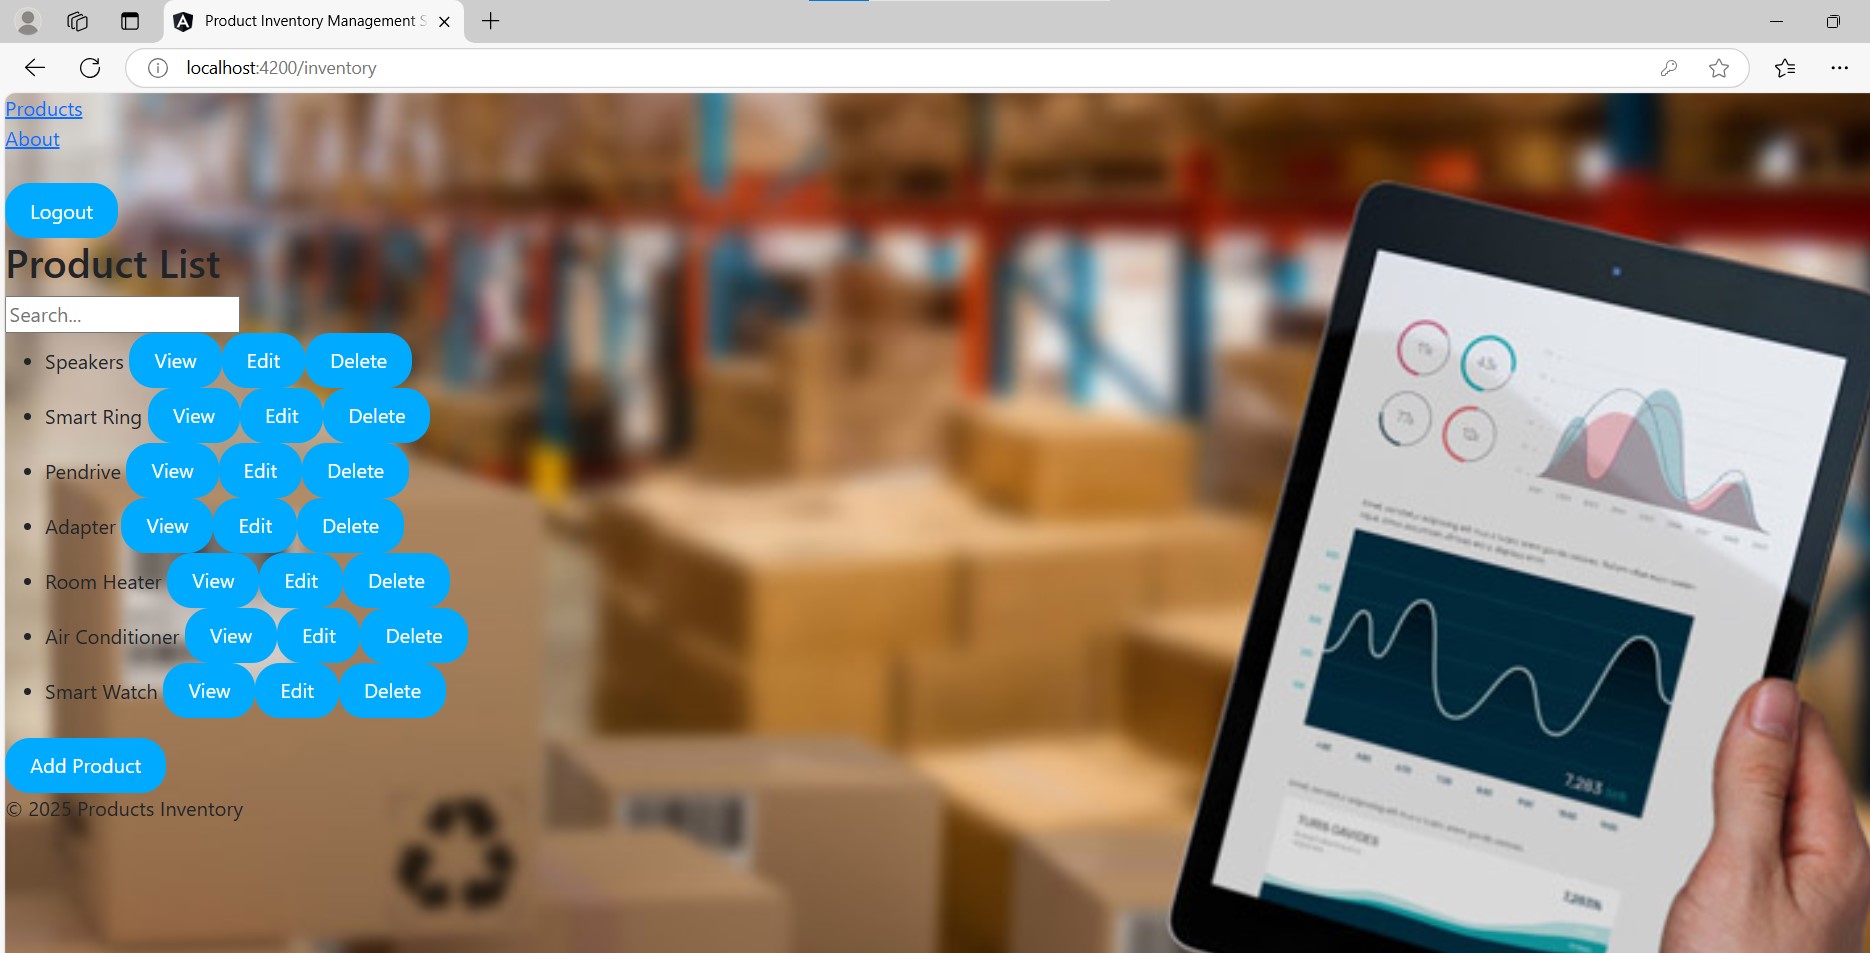 Product Inventory Management S
localhost:4200/inventory
Products
About
Logout
Product List
Search...
Speakers View Edit Delete
Smart Ring View Edit Delete
Pendrive View Edit Delete
Adapter View Edit Delete
Room Heater View Edit Delete
Air Conditioner View Edit Delete
Smart Watch View Edit Delete
Add Product
© 2025 Products Inventory
7,283